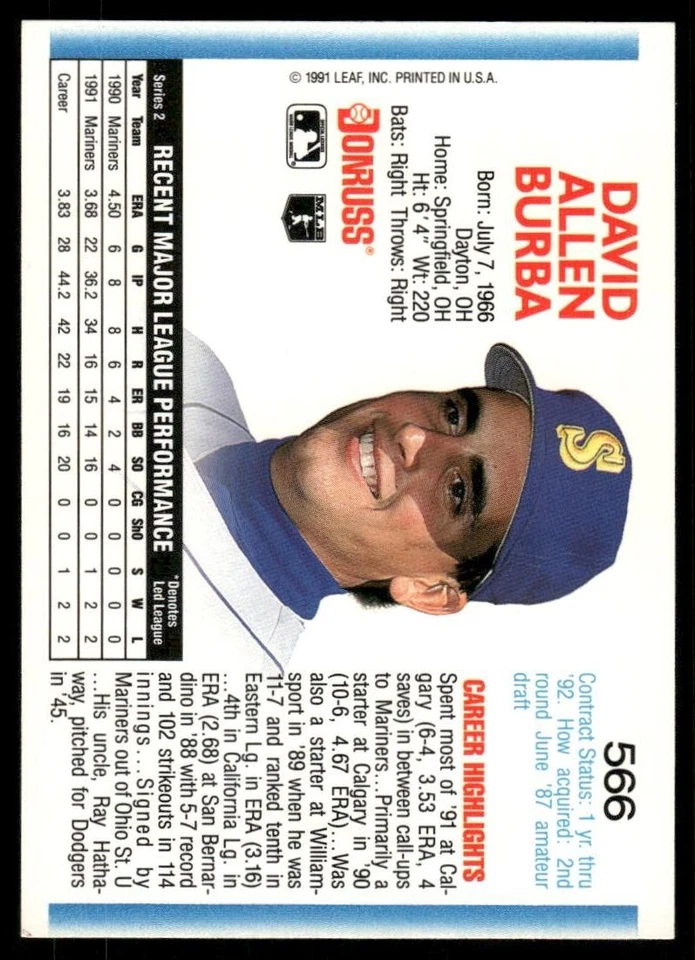 DAVID
ALLEN
BURBA
Born: July 7, 1966
Dayton, OH
Home: Springfield, OH
Ht: 6' 4" Wt: 220
Bats: Right Throws: Right
DONRUSS®
MLB
© 1991 LEAF, INC. PRINTED IN U.S.A.
S
566
Contract Status: 1 yr. thru
'92. How acquired: 2nd
round June '87 amateur
draft
CAREER HIGHLIGHTS
Spent most of '91 at Cal-
gary (6-4, 3.53 ERA, 4
saves) in between call-ups
to Mariners...Primarily a
starter at Calgary in '90
(10-6, 4.67 ERA)....Was
also a starter at William-
sport in '89 when he was
11-7 and ranked tenth in
Eastern Lg. in ERA (3.16)
...4th in California Lg. in
ERA (2.68) at San Bernar-
dino in '88 with 5-7 record
and 102 strikeouts in 114
innings....Signed by
Mariners out of Ohio St. U
...His uncle, Ray Hatha-
way, pitched for Dodgers
in '45.
Series 2 RECENT MAJOR LEAGUE PERFORMANCE *Denotes
Led League
Year Team ERA G IP H R ER BB SO CG ShO S W L
1990 Mariners 4.50 6 8 8 6 4 2 4 0 0 0 0 0
1991 Mariners 3.68 22 36.2 34 16 15 14 16 0 0 1 2 2
Career 3.83 28 44.2 42 22 19 16 20 0 0 1 2 2